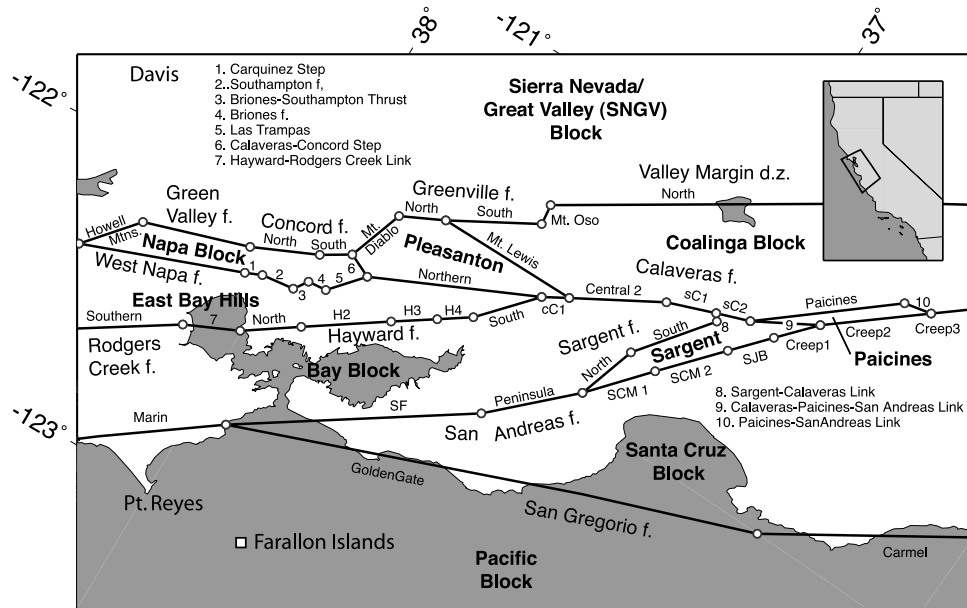 38°
-121°
37°
-122°
-123°
Davis
1. Carquinez Step
2..Southampton f,
3. Briones-Southampton Thrust
4. Briones f.
5. Las Trampas
6. Calaveras-Concord Step
7. Hayward-Rodgers Creek Link
Sierra Nevada/
Great Valley (SNGV)
Block
Valley Margin d.z.
North
Green
Valley f.
Greenville f.
North
South
Mt. Oso
Concord f.
North
South
Mt.
Diablo
Howell
Mtns.
Napa Block
Pleasanton
Mt. Lewis
Coalinga Block
West Napa f.
1
2
3
4
5
6
Northern
Calaveras f.
Central 2
sC1
sC2
Paicines
10
East Bay Hills
Southern
7
North
H2
H3
H4
South
cC1
Hayward f.
Sargent f.
North
South
8
9
Creep2
Creep3
Rodgers
Creek f.
Bay Block
Sargent
SJB
Creep1
Paicines
SCM 1
SCM 2
Peninsula
SF
Marin
San Andreas f.
8. Sargent-Calaveras Link
9. Calaveras-Paicines-San Andreas Link
10. Paicines-SanAndreas Link
Santa Cruz
Block
GoldenGate
Pt. Reyes
San Gregorio f.
Farallon Islands
Pacific
Block
Carmel